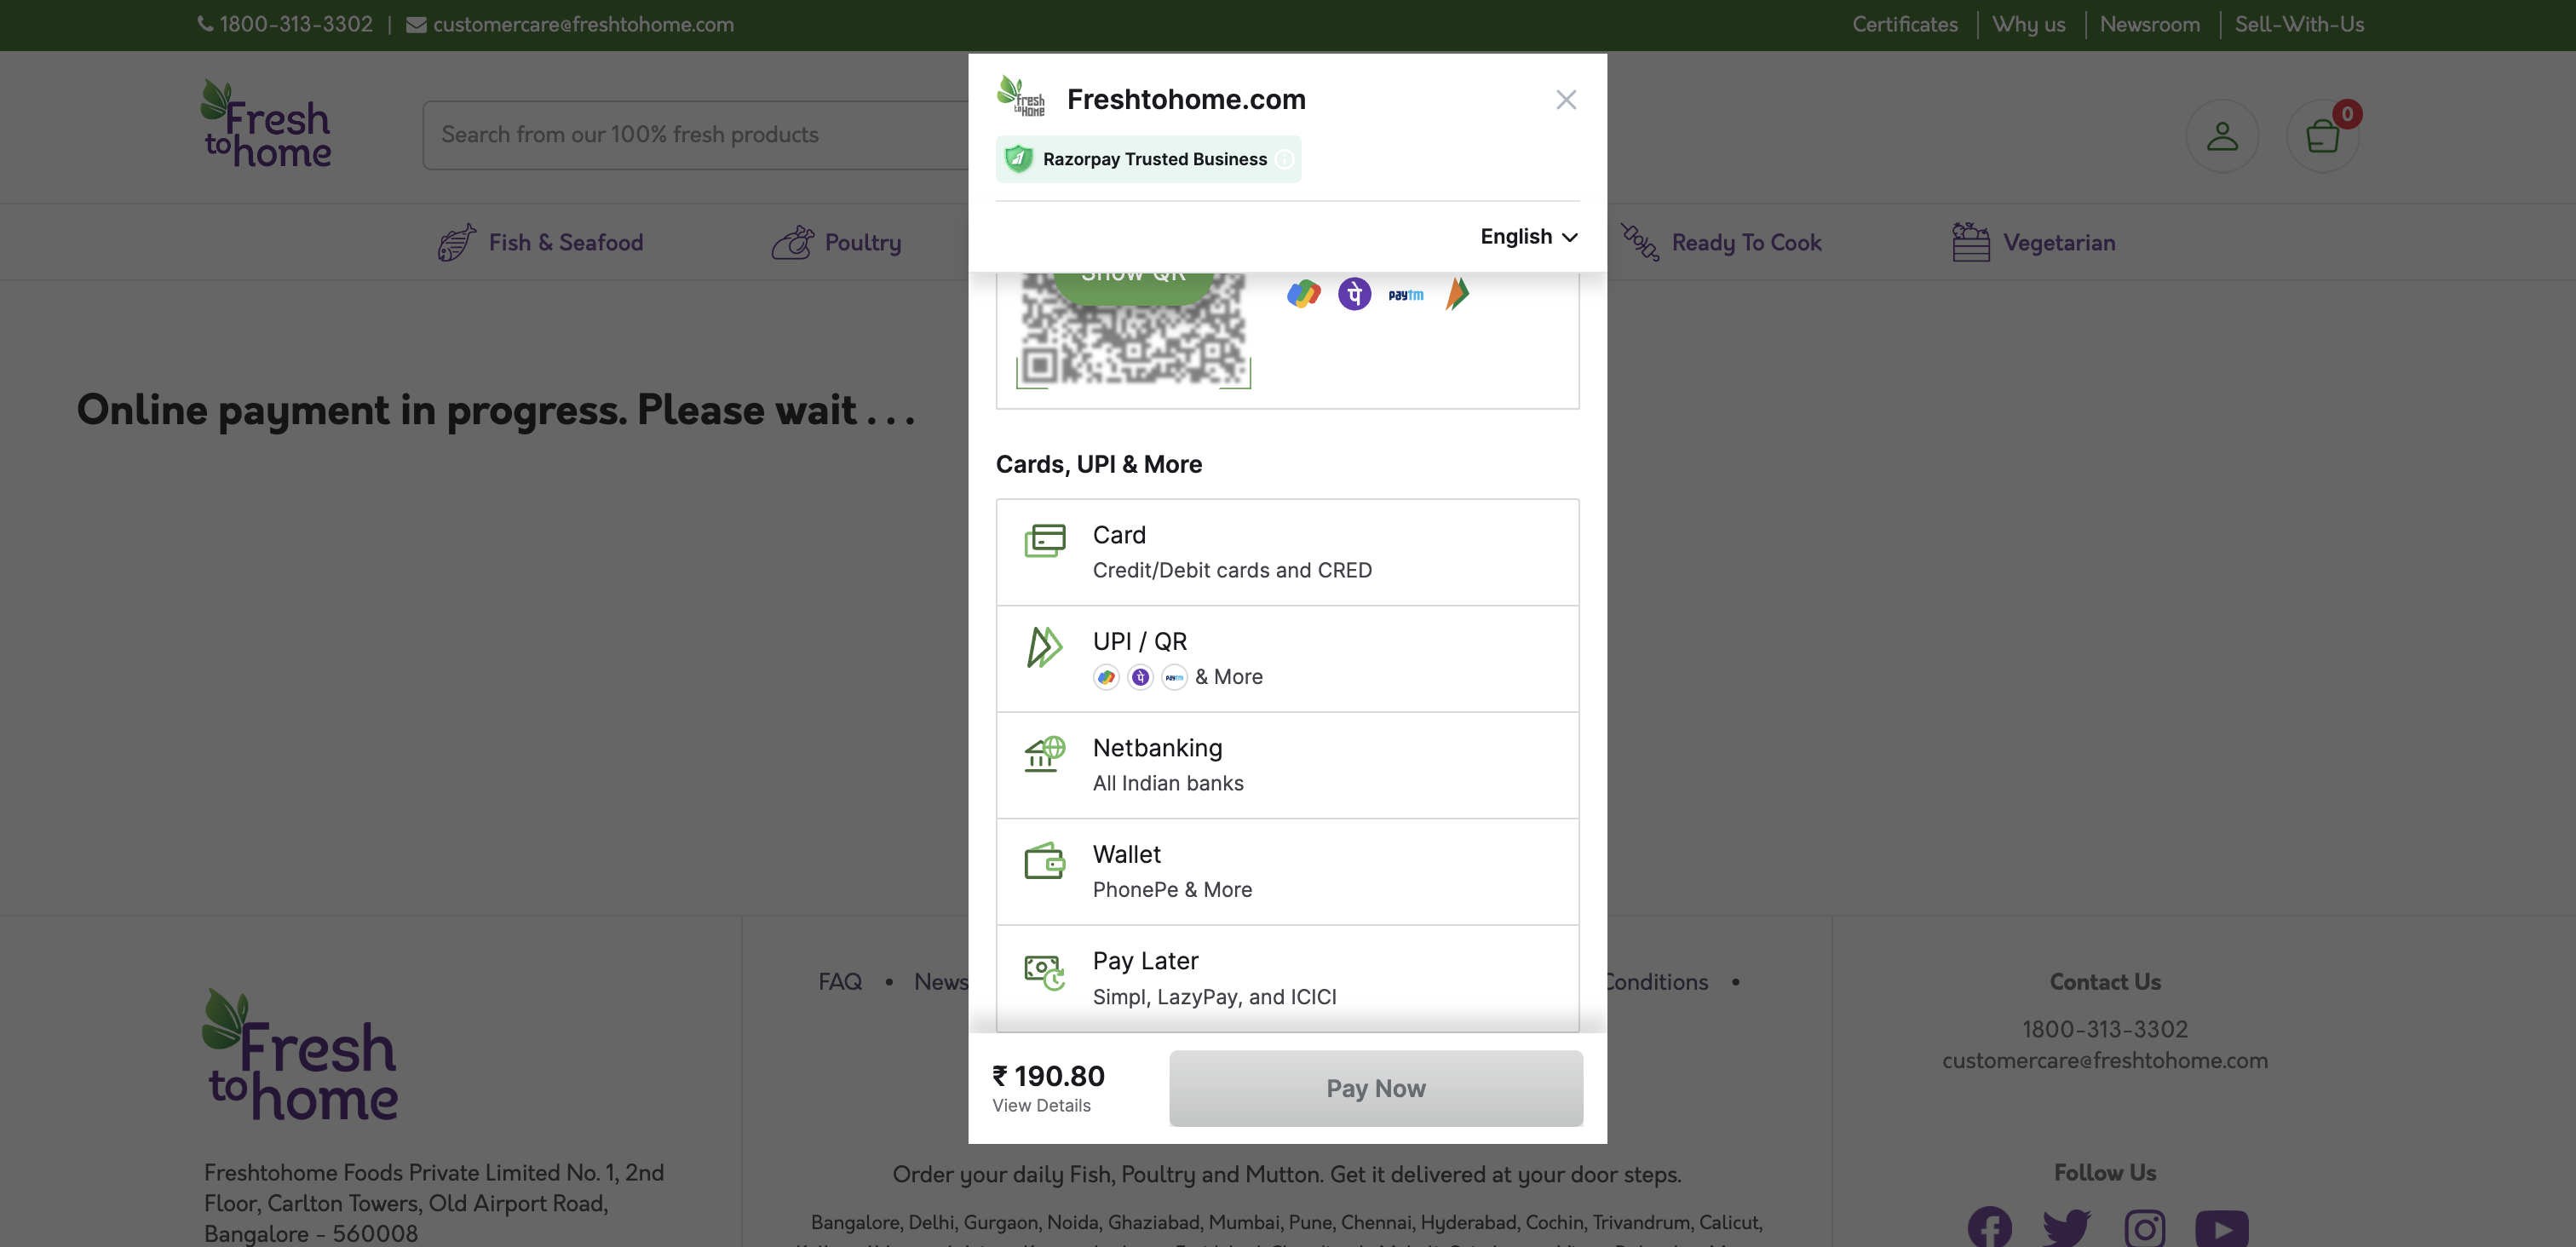 1800-313-3302 | customercare@freshtohome.com
Certificates
Why us
Newsroom
Sell-With-Us
Fresh
to home
Search from our 100% fresh products
0
Fish & Seafood
Poultry
Ready To Cook
Vegetarian
fresh
to Home
Freshtohome.com
Razorpay Trusted Business
English
Show QR
पे
paytm
Online payment in progress. Please wait . . .
Cards, UPI & More
Card
Credit/Debit cards and CRED
UPI / QR
पे paytm & More
Netbanking
All Indian banks
Wallet
PhonePe & More
Pay Later
Simpl, LazyPay, and ICICI
₹ 190.80
View Details
Pay Now
Fresh
to home
Freshtohome Foods Private Limited No. 1, 2nd
Floor, Carlton Towers, Old Airport Road,
Bangalore - 560008
FAQ • News
Conditions •
Order your daily Fish, Poultry and Mutton. Get it delivered at your door steps.
Bangalore, Delhi, Gurgaon, Noida, Ghaziabad, Mumbai, Pune, Chennai, Hyderabad, Cochin, Trivandrum, Calicut,
Contact Us
1800-313-3302
customercare@freshtohome.com
Follow Us